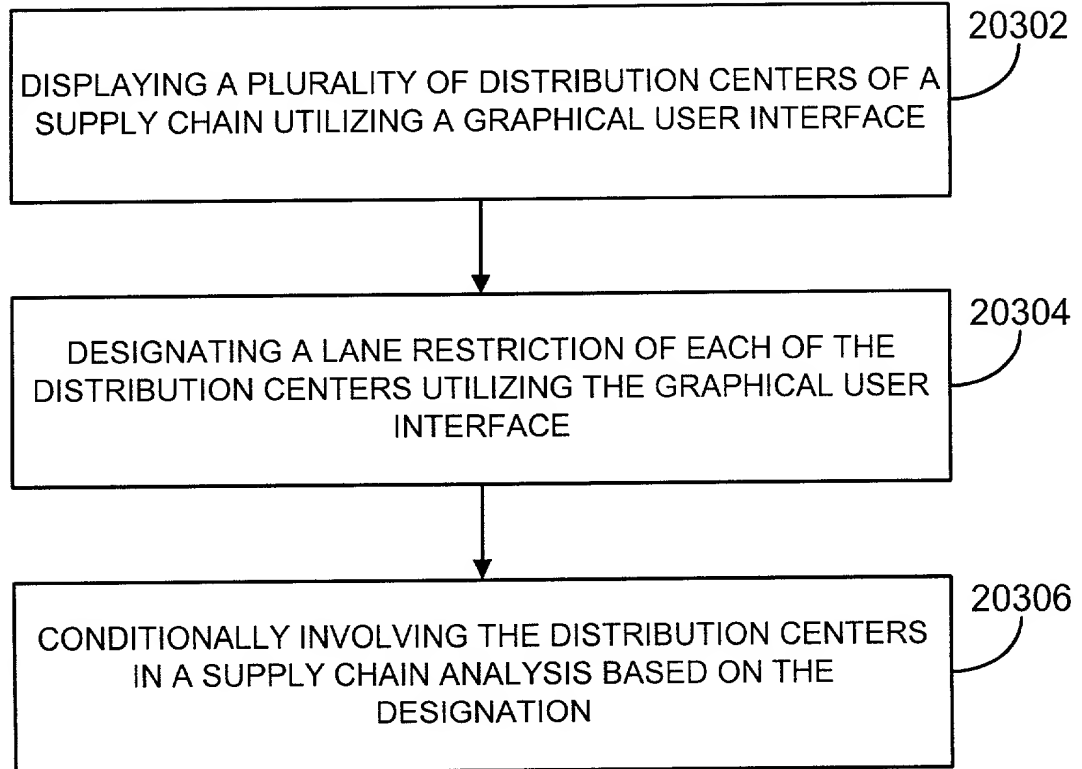 20302
DISPLAYING A PLURALITY OF DISTRIBUTION CENTERS OF A
SUPPLY CHAIN UTILIZING A GRAPHICAL USER INTERFACE
20304
DESIGNATING A LANE RESTRICTION OF EACH OF THE
DISTRIBUTION CENTERS UTILIZING THE GRAPHICAL USER
INTERFACE
20306
CONDITIONALLY INVOLVING THE DISTRIBUTION CENTERS
IN A SUPPLY CHAIN ANALYSIS BASED ON THE
DESIGNATION